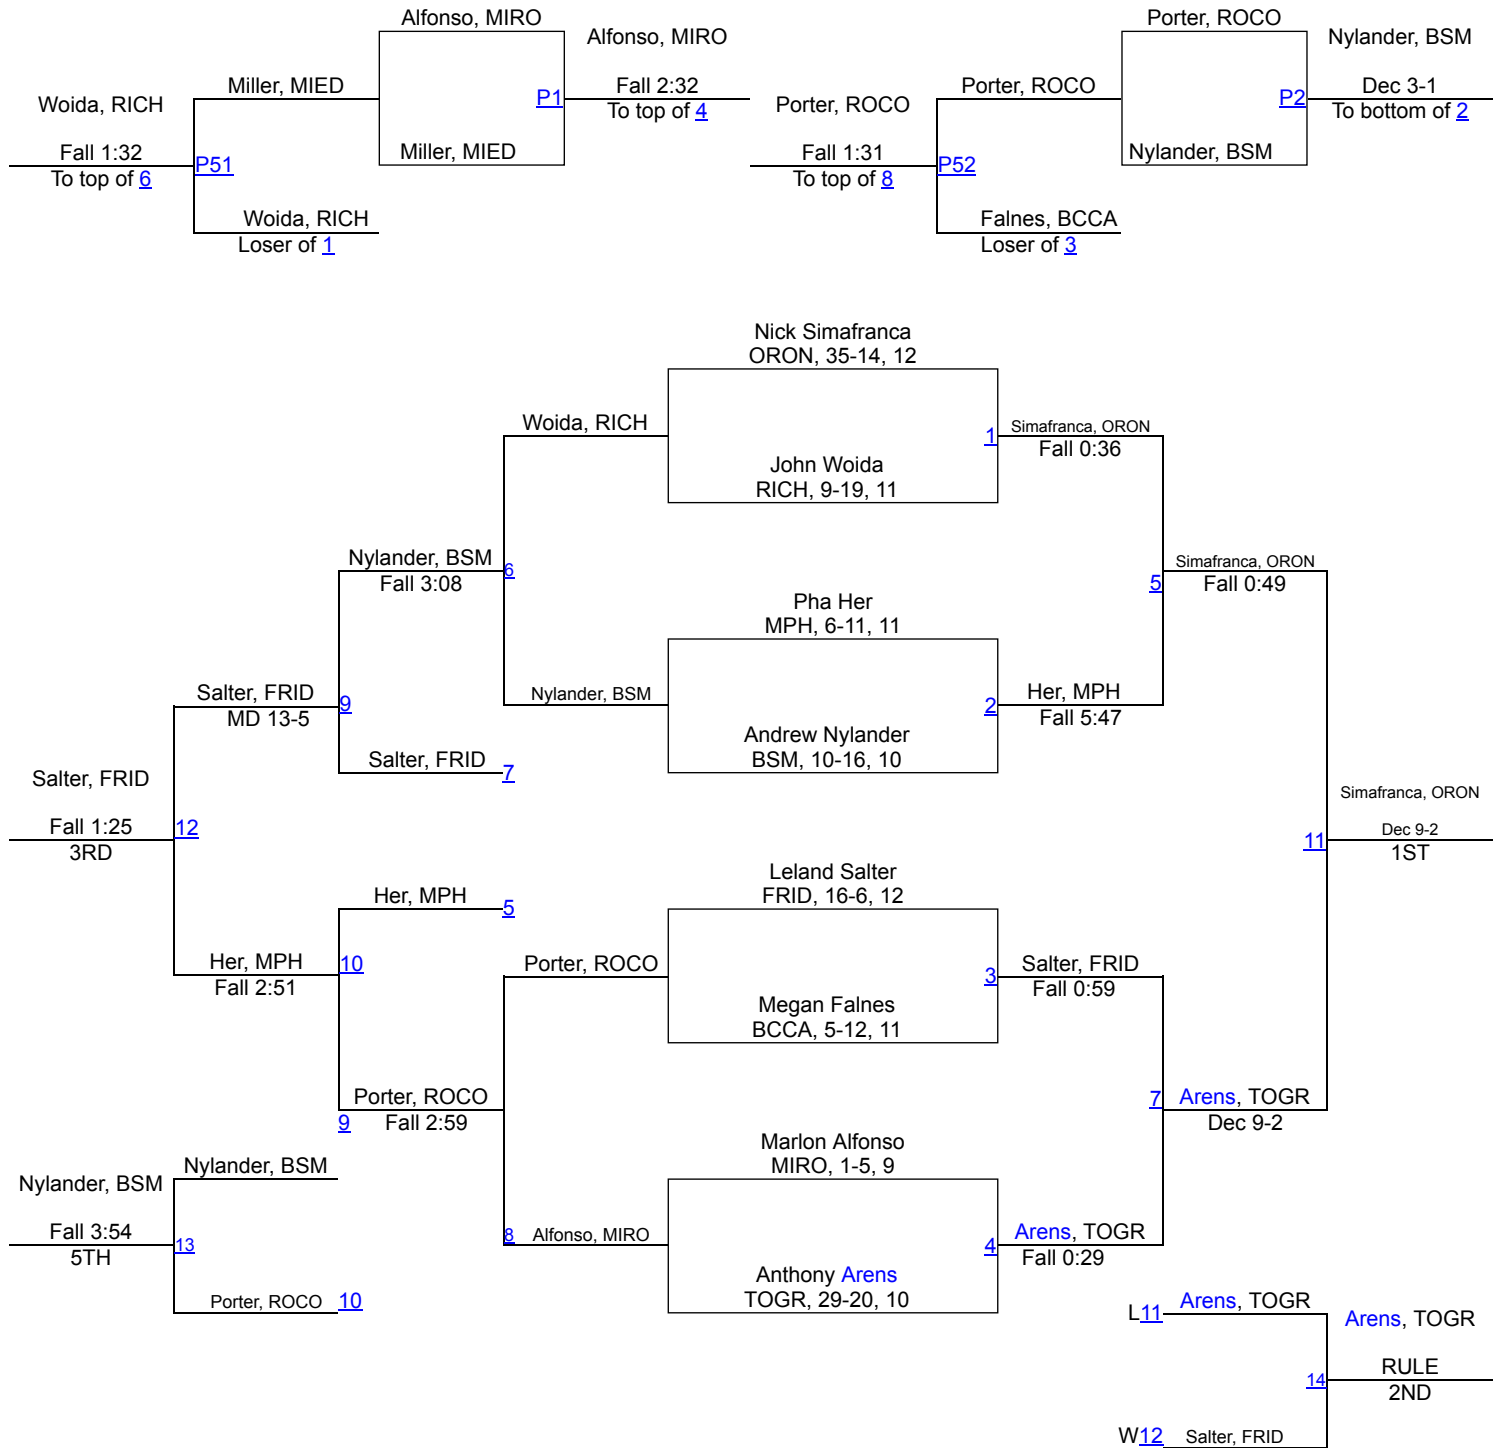 Alfonso, MIRO
Alfonso, MIRO
Miller, MIED
P1
Fall 2:32
To top of 4
Woida, RICH
Fall 1:32
To top of 6
P51
Miller, MIED
Woida, RICH
Loser of 1
Porter, ROCO
Nylander, BSM
Porter, ROCO
P2
Dec 3-1
To bottom of 2
Porter, ROCO
Fall 1:31
To top of 8
P52
Nylander, BSM
Falnes, BCCA
Loser of 3
Nick Simafranca
ORON, 35-14, 12
Woida, RICH
1
Simafranca, ORON
Fall 0:36
John Woida
RICH, 9-19, 11
Nylander, BSM
Fall 3:08
6
5
Simafranca, ORON
Fall 0:49
Pha Her
MPH, 6-11, 11
Salter, FRID
MD 13-5
9
Nylander, BSM
2
Her, MPH
Fall 5:47
Andrew Nylander
BSM, 10-16, 10
Salter, FRID
7
Salter, FRID
Fall 1:25
3RD
12
Simafranca, ORON
11
Dec 9-2
1ST
Leland Salter
FRID, 16-6, 12
Her, MPH
5
Her, MPH
Fall 2:51
10
Porter, ROCO
3
Salter, FRID
Fall 0:59
Megan Falnes
BCCA, 5-12, 11
Porter, ROCO
Fall 2:59
9
7
Arens, TOGR
Dec 9-2
Marlon Alfonso
MIRO, 1-5, 9
Nylander, BSM
Nylander, BSM
Fall 3:54
5TH
13
8
Alfonso, MIRO
4
Arens, TOGR
Fall 0:29
Anthony Arens
TOGR, 29-20, 10
Porter, ROCO
10
L11
Arens, TOGR
Arens, TOGR
14
RULE
2ND
W12
Salter, FRID